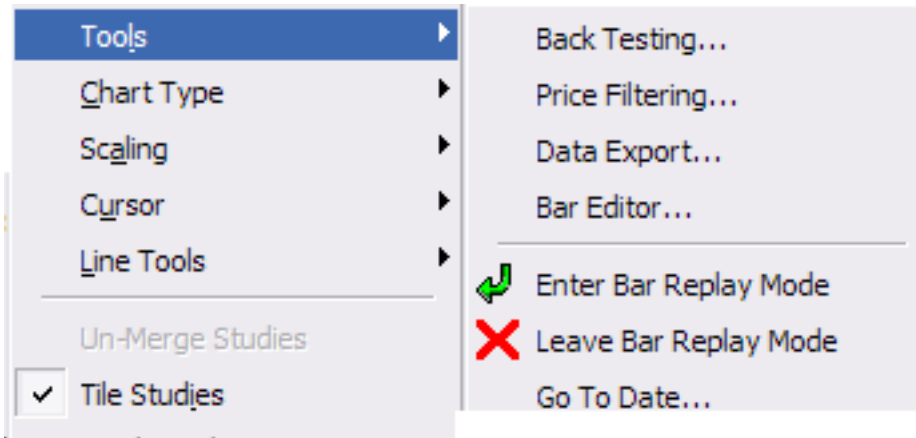 Tools
Chart Type
Scaling
Cursor
Line Tools
Un-Merge Studies
Tile Studies
Back Testing...
Price Filtering...
Data Export...
Bar Editor...
Enter Bar Replay Mode
Leave Bar Replay Mode
Go To Date...